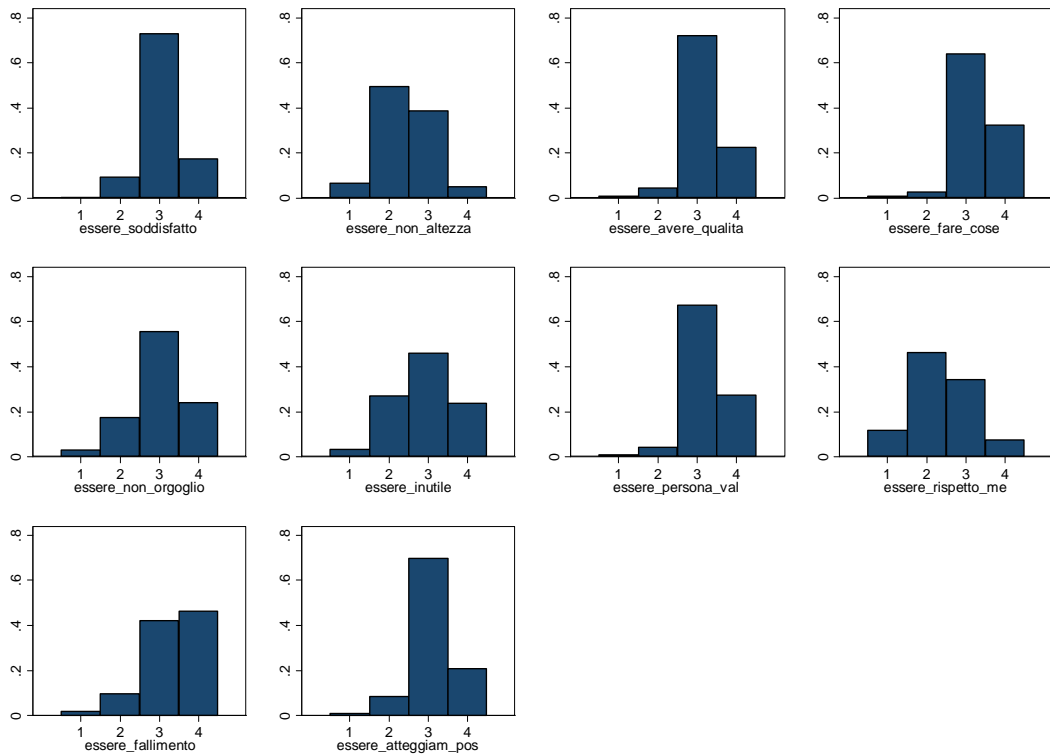 0 .2 .4 .6 .8
1 2 3 4
essere_soddisfatto
0 .2 .4 .6 .8
1 2 3 4
essere_non_altezza
0 .2 .4 .6 .8
1 2 3 4
essere_avere_qualita
0 .2 .4 .6 .8
1 2 3 4
essere_fare_cose
0 .2 .4 .6 .8
1 2 3 4
essere_non_orgoglio
0 .2 .4 .6 .8
1 2 3 4
essere_inutile
0 .2 .4 .6 .8
1 2 3 4
essere_persona_val
0 .2 .4 .6 .8
1 2 3 4
essere_rispetto_me
0 .2 .4 .6 .8
1 2 3 4
essere_fallimento
0 .2 .4 .6 .8
1 2 3 4
essere_atteggiam_pos